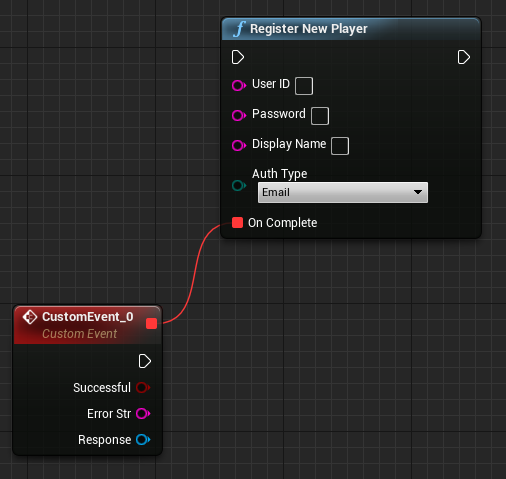 Register New Player
User ID
Password
Display Name
Auth Type
Email
On Complete
CustomEvent_0
Custom Event
Successful
Error Str
Response